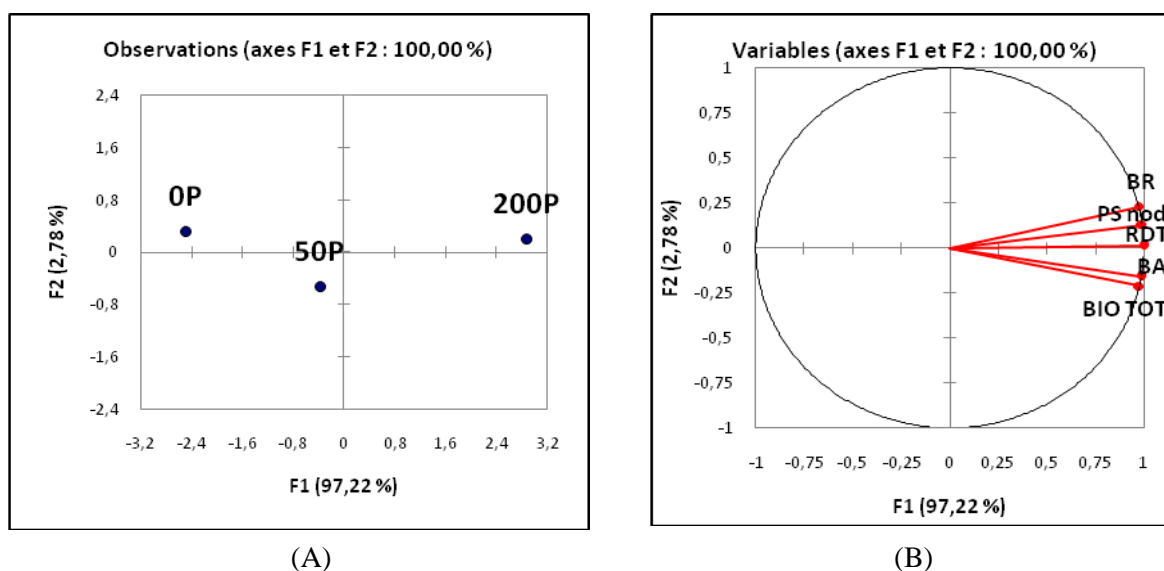 Observations (axes F1 et F2 : 100,00 %)
2,4
1,6
0,8
0
-0,8
-1,6
-2,4
-3,2
-2,4
-1,6
-0,8
0
0,8
1,6
2,4
3,2
F2 (2,78 %)
F1 (97,22 %)
0P
50P
200P
(A)
Variables (axes F1 et F2 : 100,00 %)
1
0,75
0,5
0,25
0
-0,25
-0,5
-0,75
-1
-1
-0,75
-0,5
-0,25
0
0,25
0,5
0,75
1
F2 (2,78 %)
F1 (97,22 %)
BR
PS nod
RDT
BA
BIO TOT
(B)